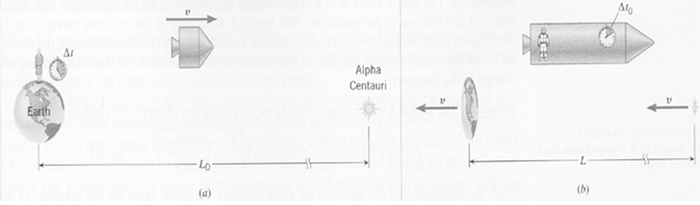 v
Δt
Earth
Alpha
Centauri
L₀
(a)
Δt₀
v
v
L
(b)